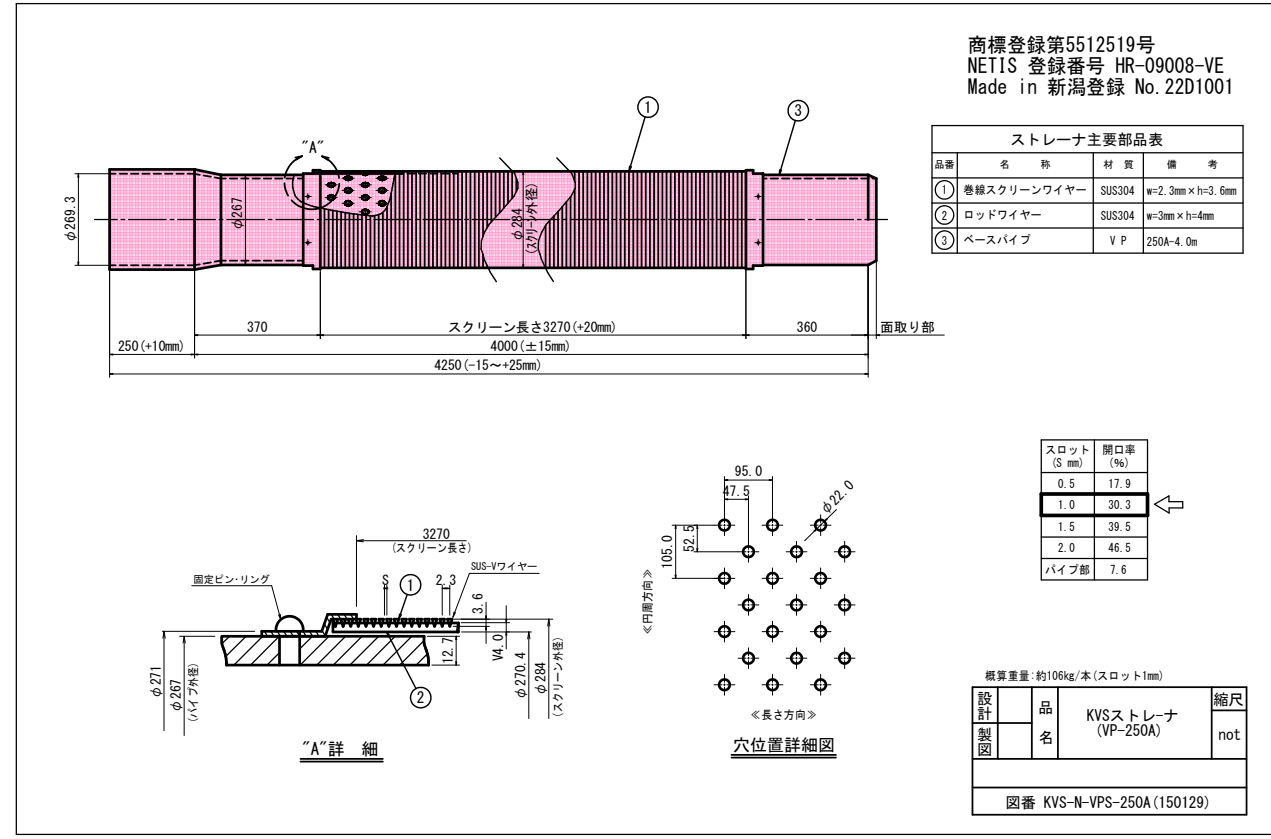 商標登録第5512519号
NETIS 登録番号 HR-09008-VE
Made in 新潟登録 No.22D1001
ストレーナ主要部品表
品番 名 称 材 質 備 考
① 巻線スクリーンワイヤー SUS304 w=2.3mm×h=3.6mm
② ロッドワイヤー SUS304 w=3mm×h=4mm
③ ベースパイプ V P 250A-4.0m
① ③
"A"
φ269.3
φ267
φ284
(スクリーン外径)
370 スクリーン長さ3270(+20mm) 360 面取り部
250(+10mm) 4000(±15mm)
4250(-15～+25mm)
スロット 開口率
(S mm) (%)
0.5 17.9
1.0 30.3
1.5 39.5
2.0 46.5
パイプ部 7.6
3270
(スクリーン長さ)
SUS-Vワイヤー
固定ピン・リング
S ① 2.3
3.6
12.7
V4.0
φ270.4
φ284
(スクリーン外径)
φ271
φ267
(パイプ外径)
②
"A"詳 細
95.0
47.5
φ22.0
105.0
52.5
≪円周方向≫
≪長さ方向≫
穴位置詳細図
概算重量:約106kg/本(スロット1mm)
設計 品名 KVSストレーナ 縮尺
製図 (VP-250A) not
図番 KVS-N-VPS-250A(150129)